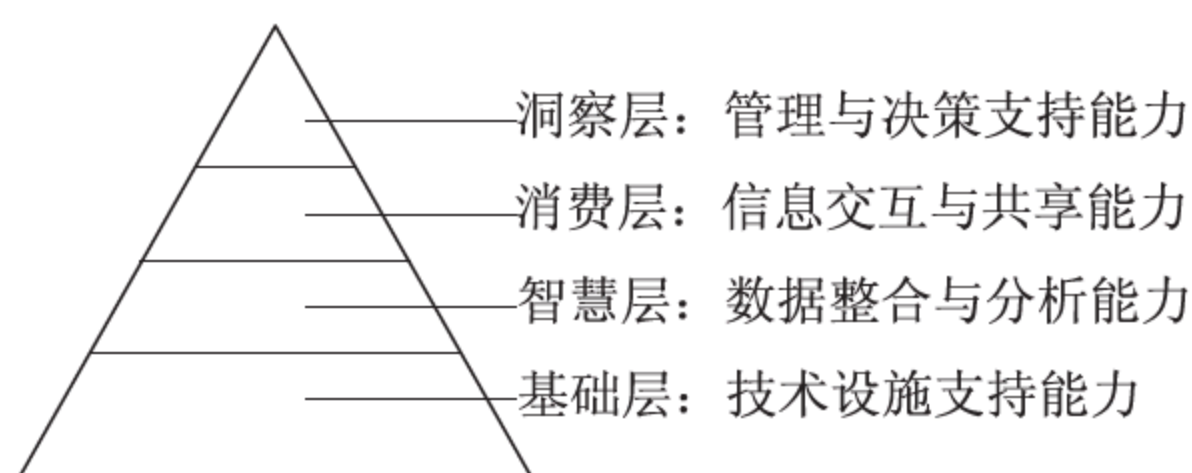 洞察层：管理与决策支持能力
消费层：信息交互与共享能力
智慧层：数据整合与分析能力
基础层：技术设施支持能力